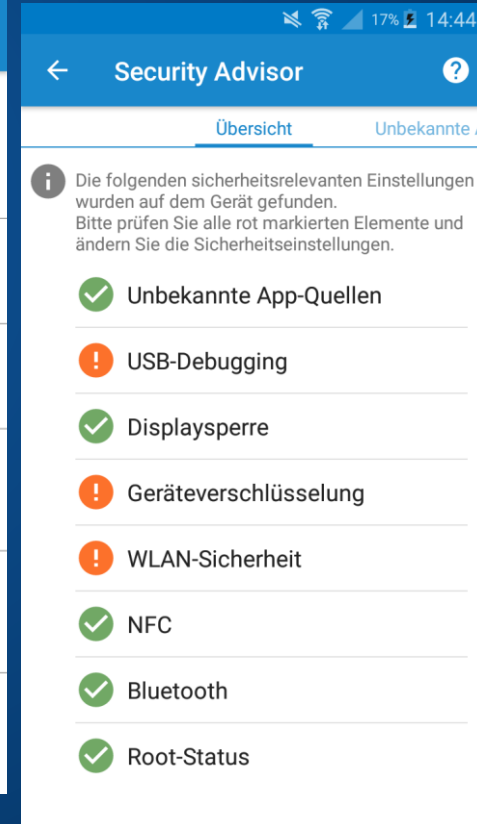 17% 14:44
Security Advisor ?
Übersicht Unbekannte
Die folgenden sicherheitsrelevanten Einstellungen
wurden auf dem Gerät gefunden.
Bitte prüfen Sie alle rot markierten Elemente und
ändern Sie die Sicherheitseinstellungen.
Unbekannte App-Quellen
USB-Debugging
Displaysperre
Geräteverschlüsselung
WLAN-Sicherheit
NFC
Bluetooth
Root-Status